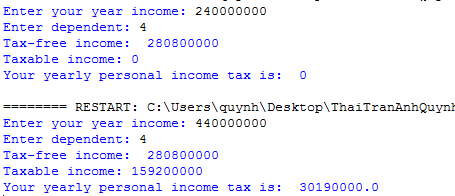 Enter your year income: 240000000
Enter dependent: 4
Tax-free income:  280800000
Taxable income: 0
Your yearly personal income tax is:  0
======== RESTART: C:\Users\quynh\Desktop\ThaiTranAnhQuynh
Enter your year income: 440000000
Enter dependent: 4
Tax-free income:  280800000
Taxable income: 159200000
Your yearly personal income tax is:  30190000.0